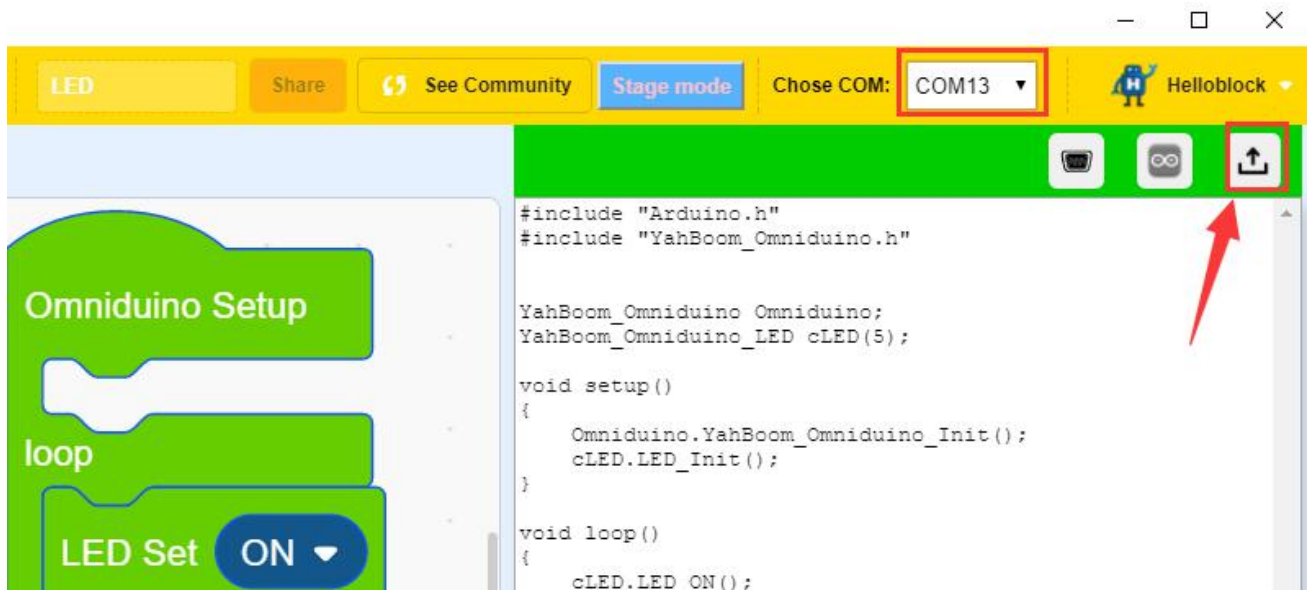 LED Share See Community Stage mode Chose COM: COM13 Helloblock
#include "Arduino.h"
#include "YahBoom_Omniduino.h"
YahBoom_Omniduino Omniduino;
YahBoom_Omniduino_LED cLED(5);
void setup()
{
Omniduino.YahBoom_Omniduino_Init();
cLED.LED_Init();
}
void loop()
{
cLED.LED_ON();
Omniduino Setup
loop
LED Set ON